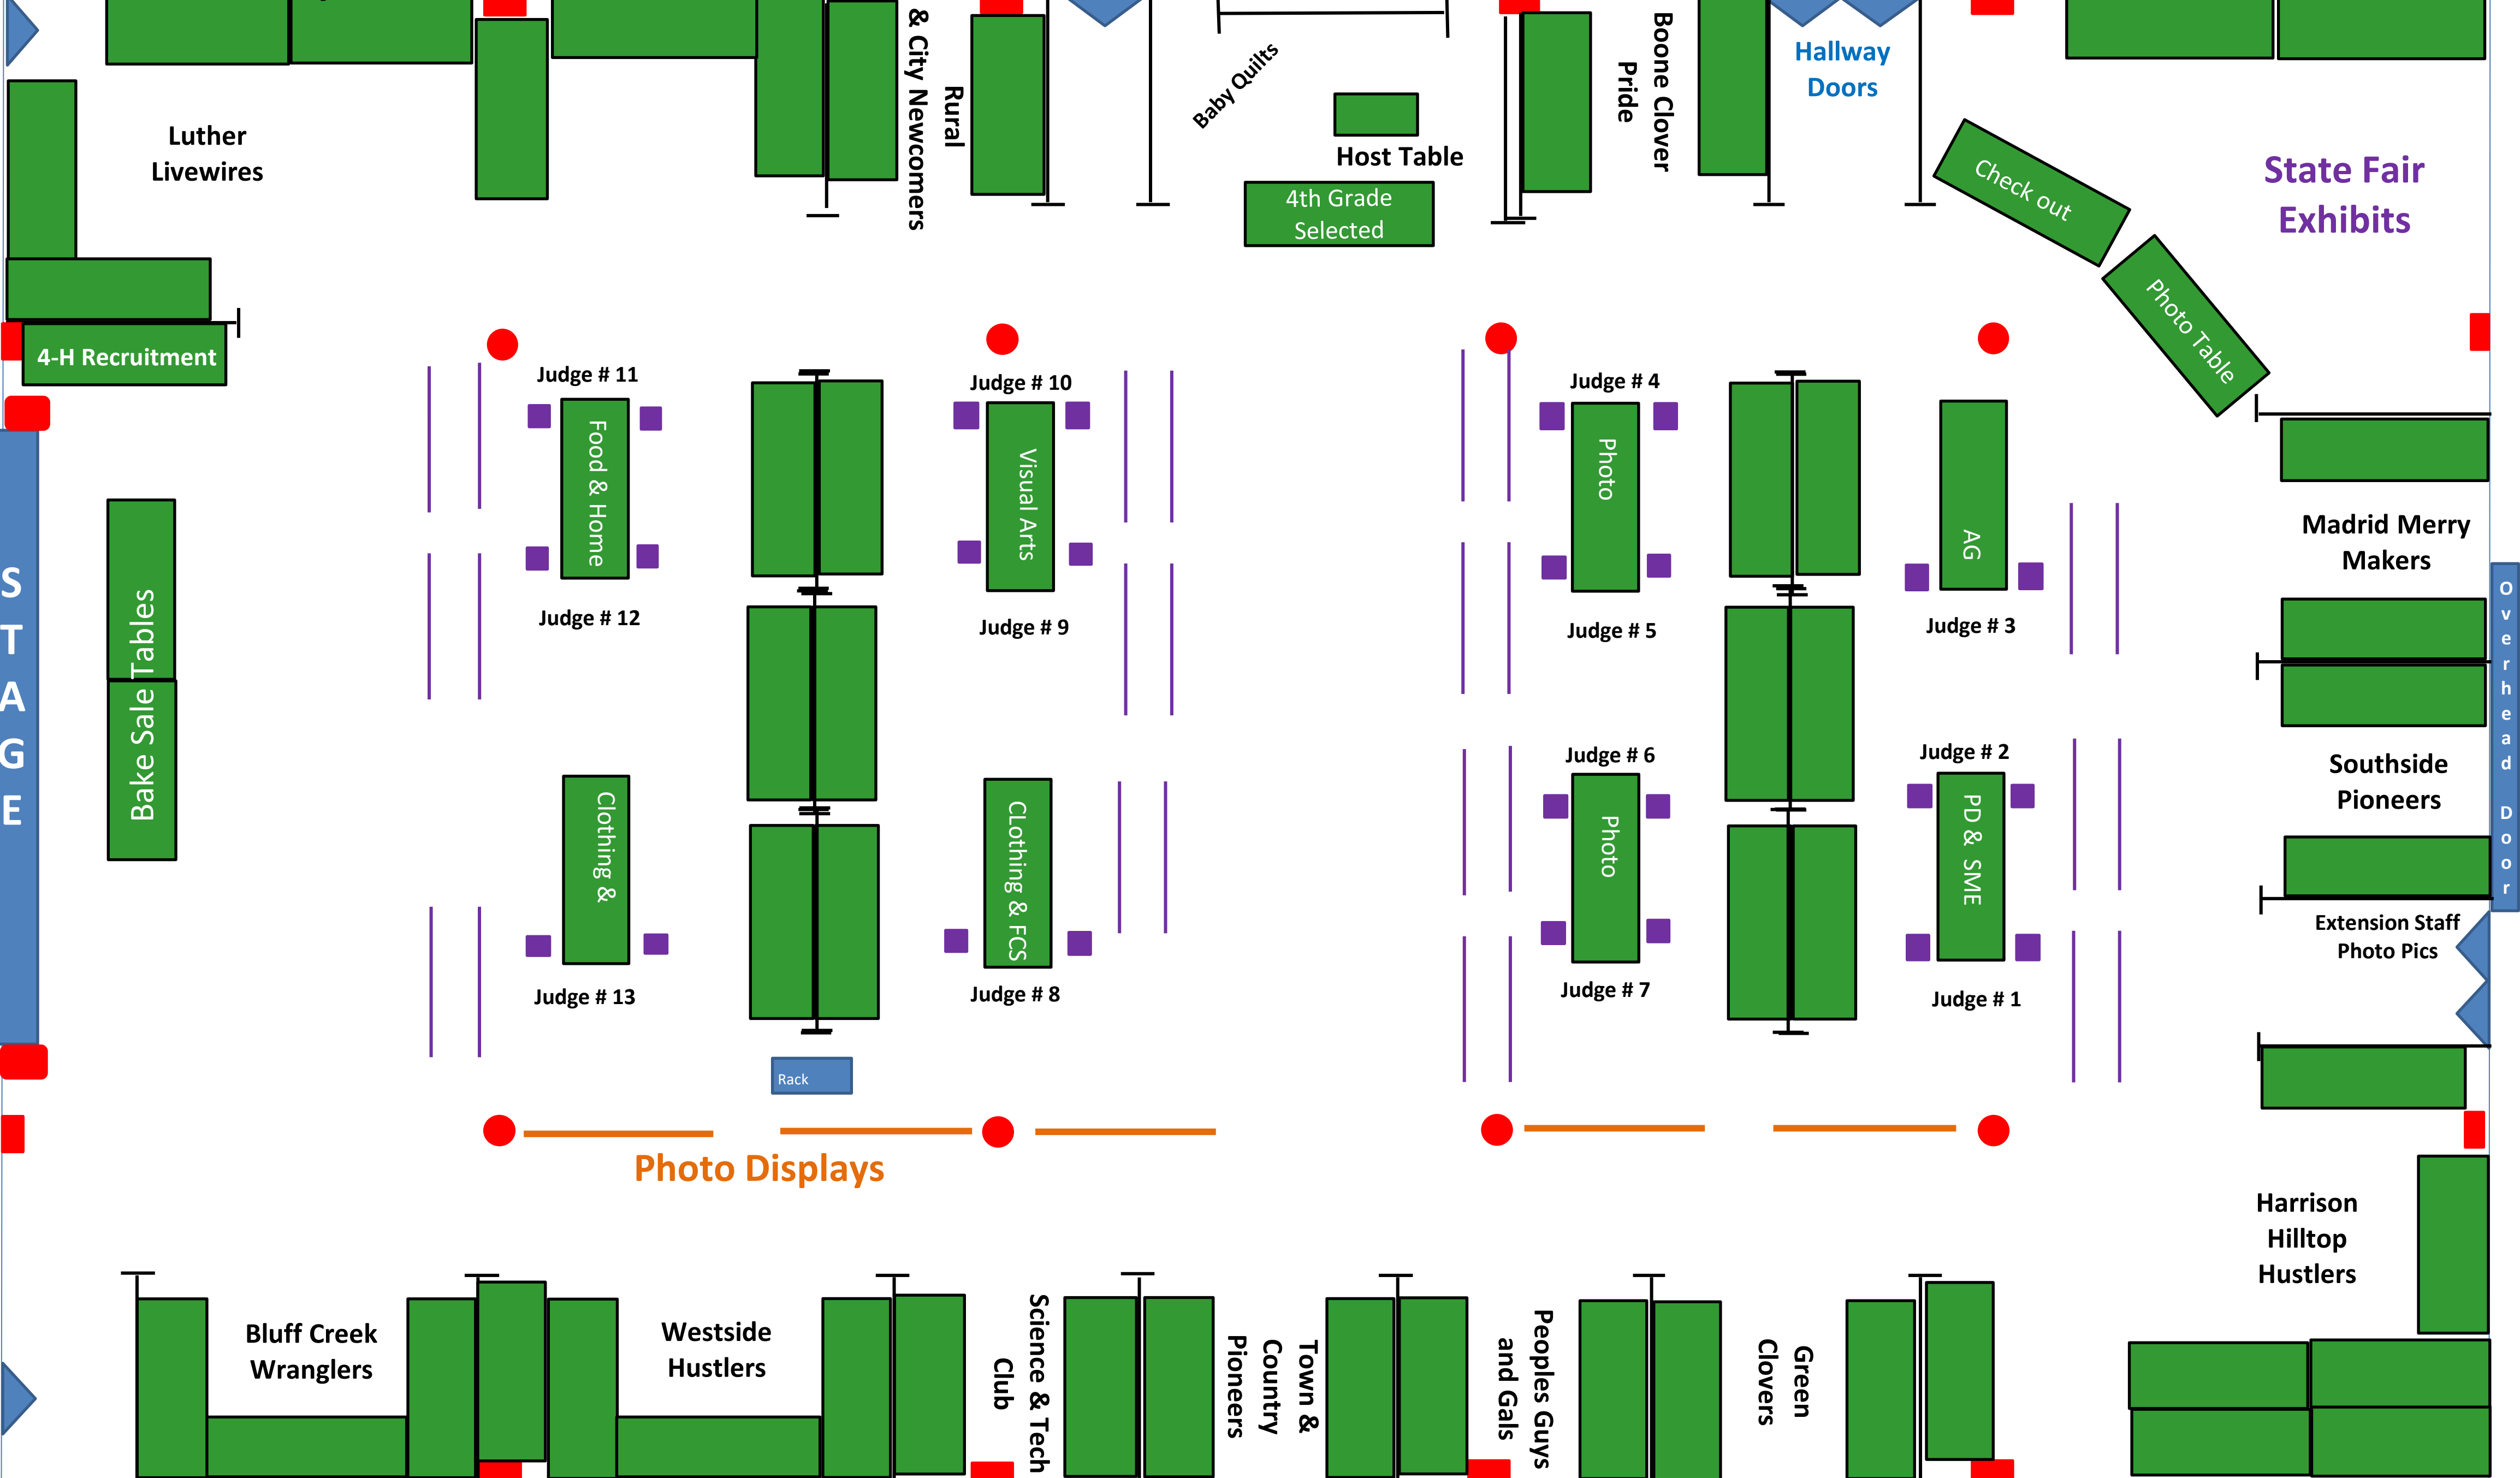 Luther
Livewires
Rural
& City Newcomers
Baby Quilts
Host Table
4th Grade
Selected
Boone Clover
Pride
Hallway
Doors
Check out
Photo Table
State Fair
Exhibits
4-H Recruitment
STAGE
Bake Sale Tables
Judge # 11
Food & Home
Judge # 12
Judge # 10
Visual Arts
Judge # 9
Judge # 4
Photo
Judge # 5
AG
Judge # 3
Madrid Merry
Makers
Overhead Door
Southside
Pioneers
Clothing &
Judge # 13
CLothing & FCS
Judge # 8
Judge # 6
Photo
Judge # 7
Judge # 2
PD & SME
Judge # 1
Extension Staff
Photo Pics
Rack
Photo Displays
Harrison
Hilltop
Hustlers
Bluff Creek
Wranglers
Westside
Hustlers
Science & Tech
Club
Town &
Country
Pioneers
Peoples Guys
and Gals
Green
Clovers